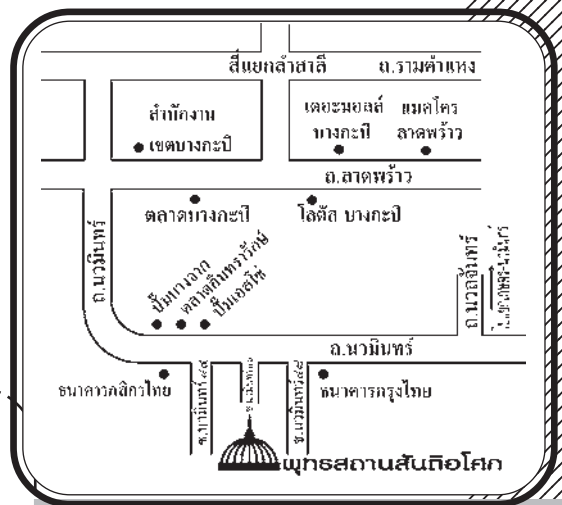 สี่แยกลำสาลี ถ.รามคำแหง
สำนักงาน
เขตบางกะปิ
เดอะมอลล์
บางกะปิ
แมคโคร
ลาดพร้าว
ถ.ลาดพร้าว
ตลาดบางกะปิ
โลตัส บางกะปิ
ถ.นวมินทร์
ปั๊มบางจาก
ตลาดอินทรารักษ์
ปั๊มเอสโซ่
ถ.นวลจันทร์
ถ.นวมินทร์
ธนาคารกสิกรไทย
ธนาคารกรุงไทย
พุทธสถานสันติอโศก